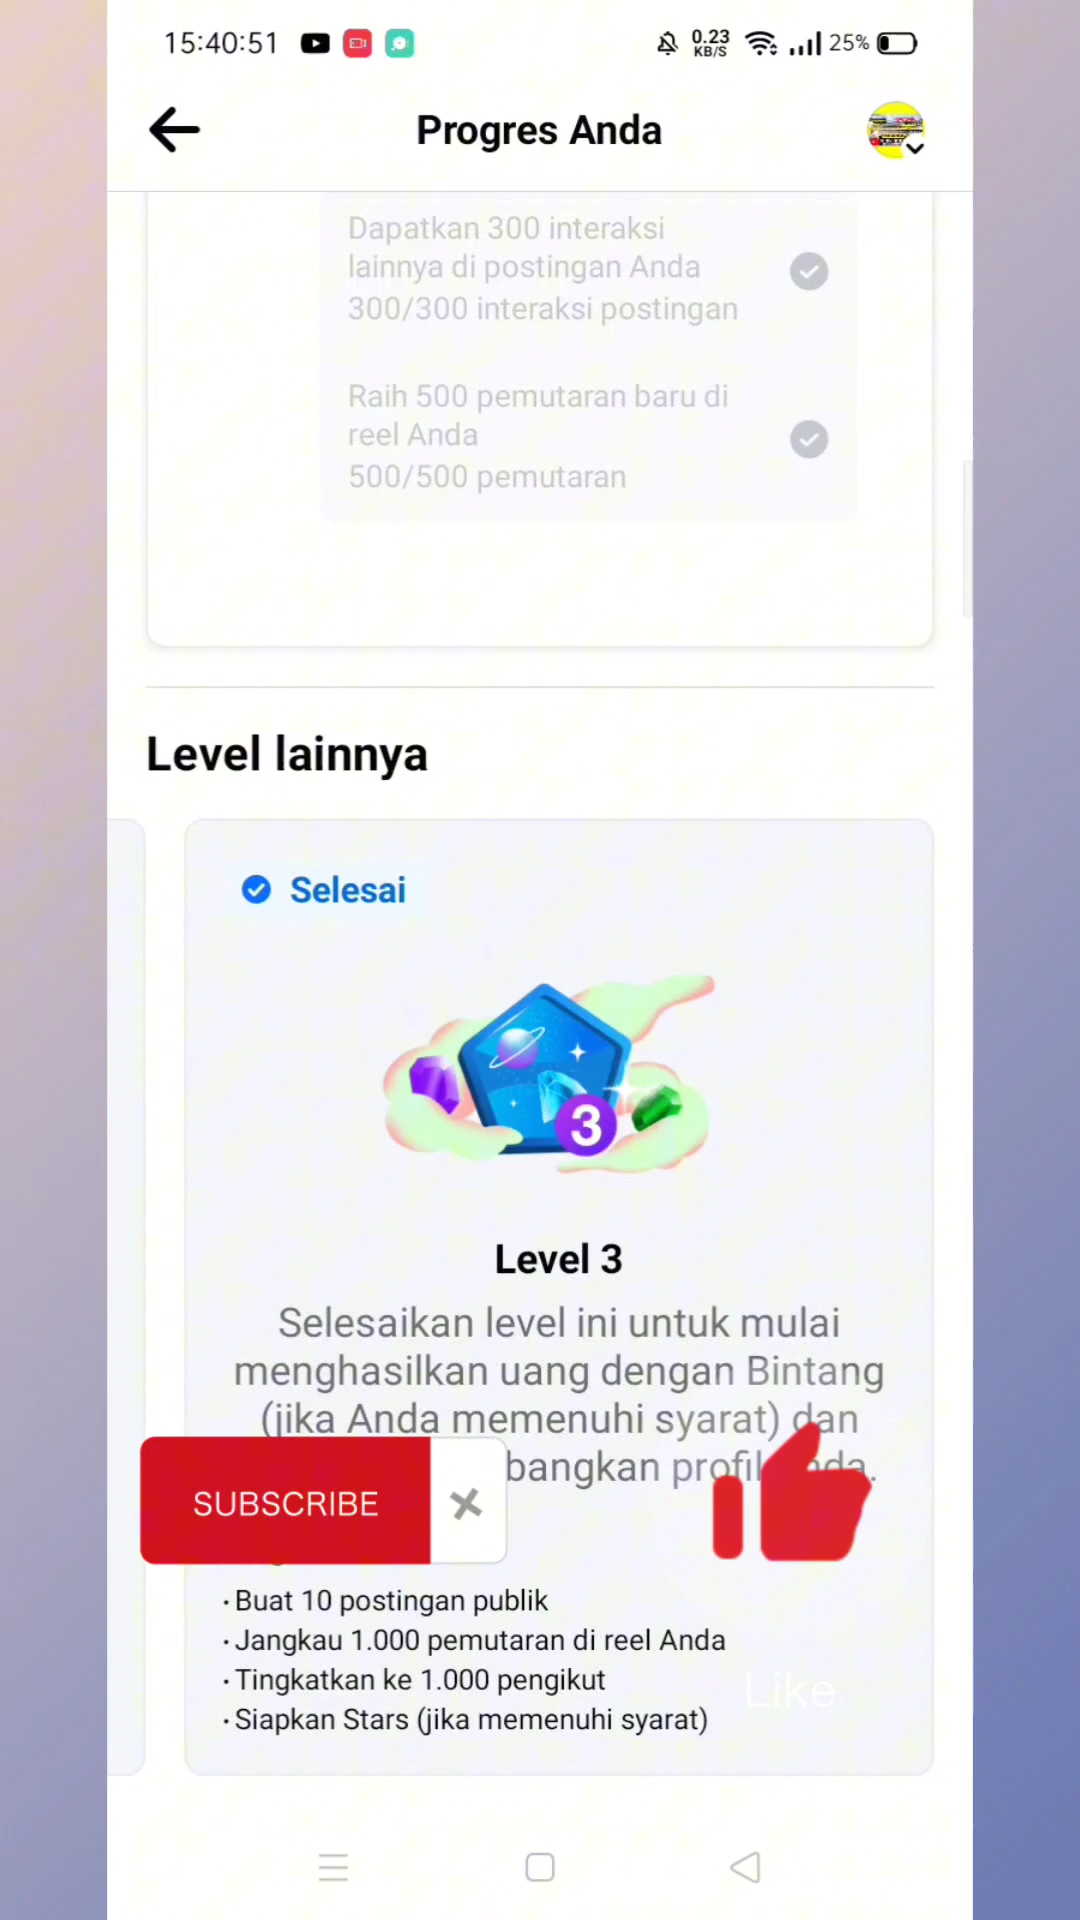 15:40:51
0.23
KB/S
25%
Progres Anda
Dapatkan 300 interaksi
lainnya di postingan Anda
300/300 interaksi postingan
Raih 500 pemutaran baru di
reel Anda
500/500 pemutaran
Level lainnya
Selesai
3
Level 3
Selesaikan level ini untuk mulai
menghasilkan uang dengan Bintang
(jika Anda memenuhi syarat) dan
bangkan profil
SUBSCRIBE
• Buat 10 postingan publik
• Jangkau 1.000 pemutaran di reel Anda
• Tingkatkan ke 1.000 pengikut
Like
• Siapkan Stars (jika memenuhi syarat)